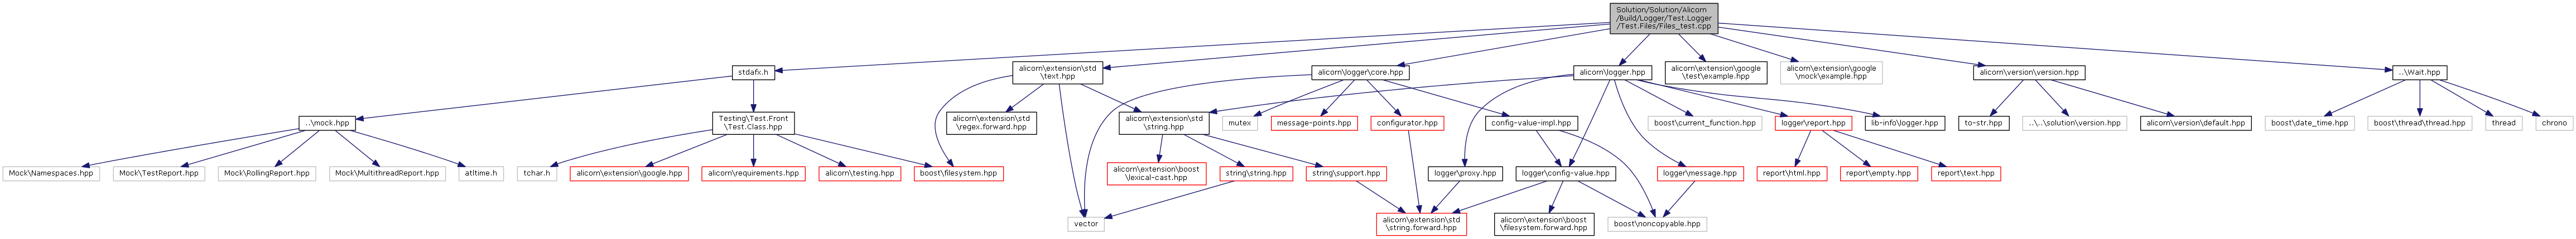 Solution/Solution/Alicorn
/Build/Logger/Test.Logger
/Test.Files/Files_test.cpp
stdafx.h
alicorn\extension\std
\text.hpp
alicorn\logger\core.hpp
alicorn\logger.hpp
alicorn\extension\google
\test\example.hpp
alicorn\extension\google
\mock\example.hpp
alicorn\version\version.hpp
..\Wait.hpp
..\mock.hpp
Testing\Test.Front
\Test.Class.hpp
alicorn\extension\std
\regex.forward.hpp
alicorn\extension\std
\string.hpp
mutex
message-points.hpp
configurator.hpp
config-value-impl.hpp
boost\current_function.hpp
logger\report.hpp
lib-info\logger.hpp
to-str.hpp
..\..\solution\version.hpp
alicorn\version\default.hpp
boost\date_time.hpp
boost\thread\thread.hpp
thread
chrono
Mock\Namespaces.hpp
Mock\TestReport.hpp
Mock\RollingReport.hpp
Mock\MultithreadReport.hpp
atltime.h
tchar.h
alicorn\extension\google.hpp
alicorn\requirements.hpp
alicorn\testing.hpp
boost\filesystem.hpp
alicorn\extension\boost
\lexical-cast.hpp
string\string.hpp
string\support.hpp
logger\proxy.hpp
logger\config-value.hpp
logger\message.hpp
report\html.hpp
report\empty.hpp
report\text.hpp
vector
alicorn\extension\std
\string.forward.hpp
alicorn\extension\boost
\filesystem.forward.hpp
boost\noncopyable.hpp